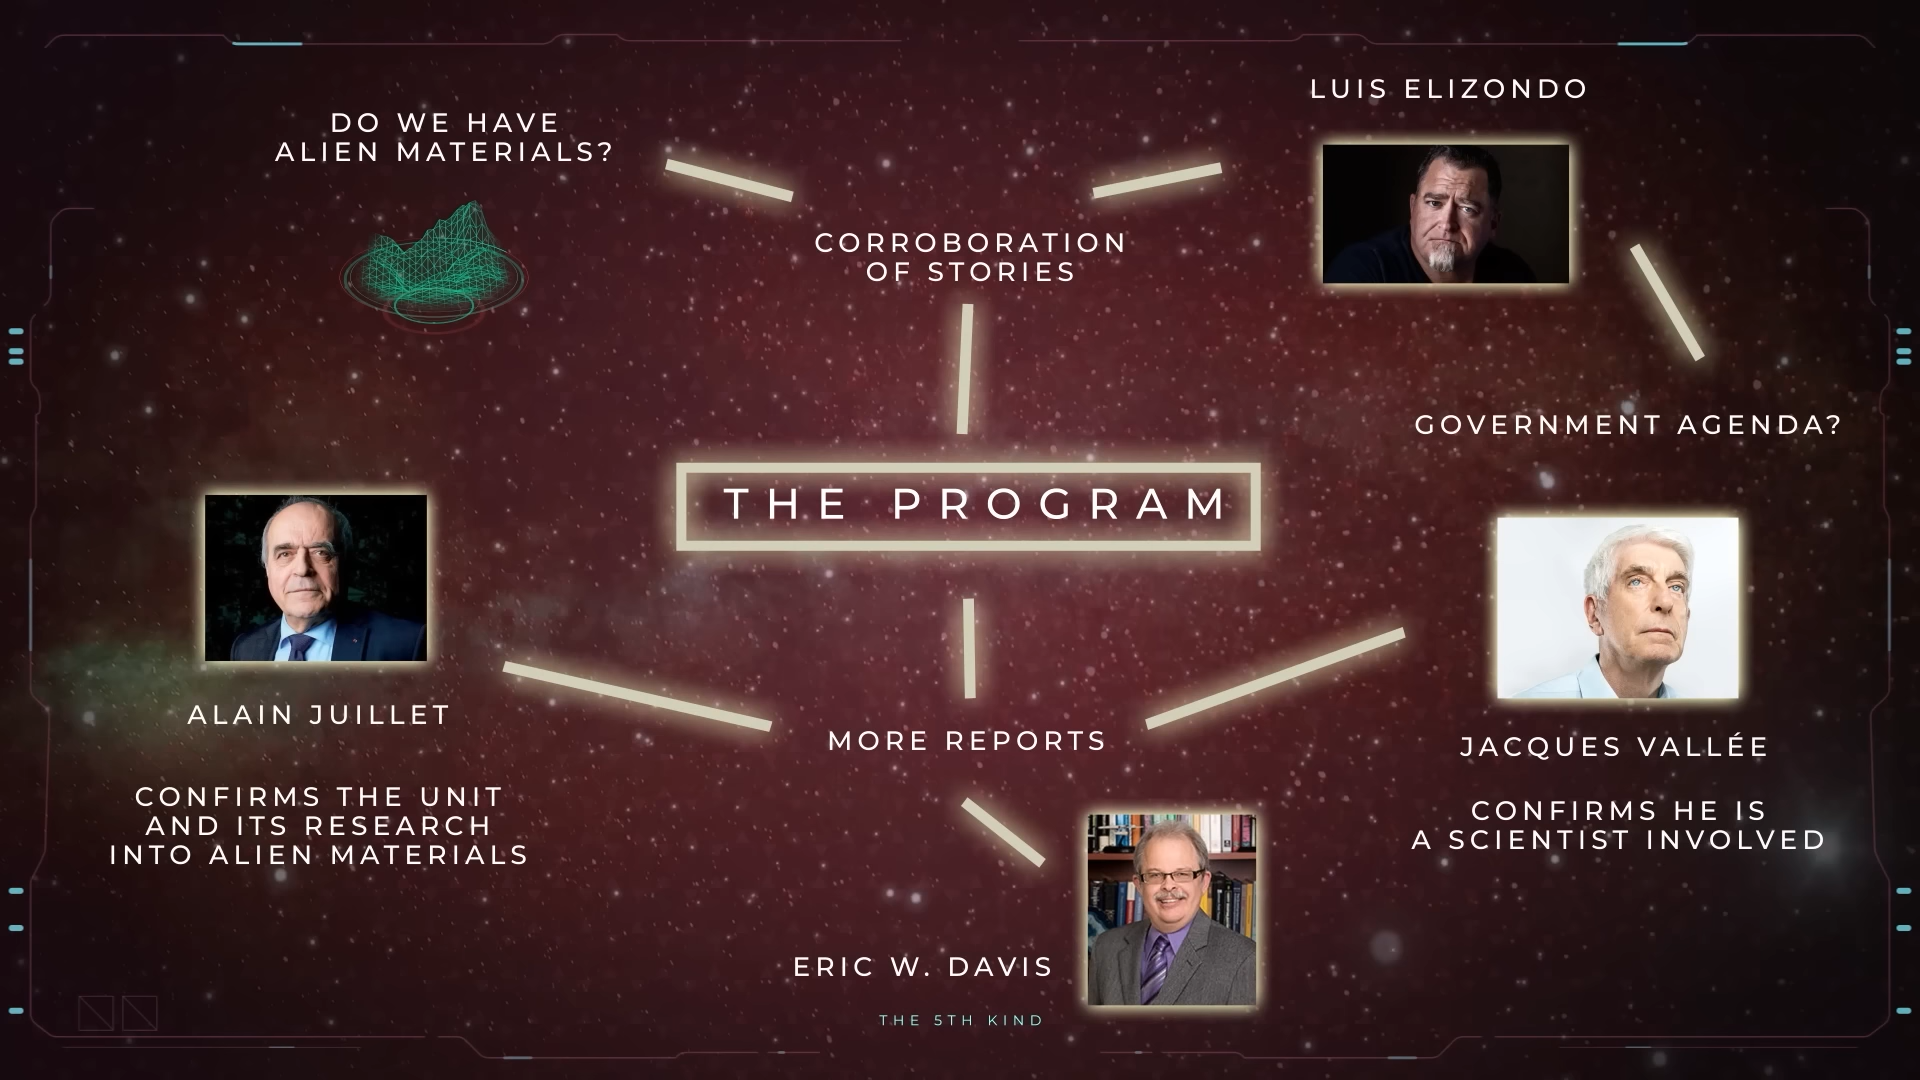 LUIS ELIZONDO
DO WE HAVE
ALIEN MATERIALS?
CORROBORATION
OF STORIES
GOVERNMENT AGENDA?
THE PROGRAM
ALAIN JUILLET
CONFIRMS THE UNIT
AND ITS RESEARCH
INTO ALIEN MATERIALS
MORE REPORTS
JACQUES VALLÉE
CONFIRMS HE IS
A SCIENTIST INVOLVED
ERIC W. DAVIS
THE 5TH KIND